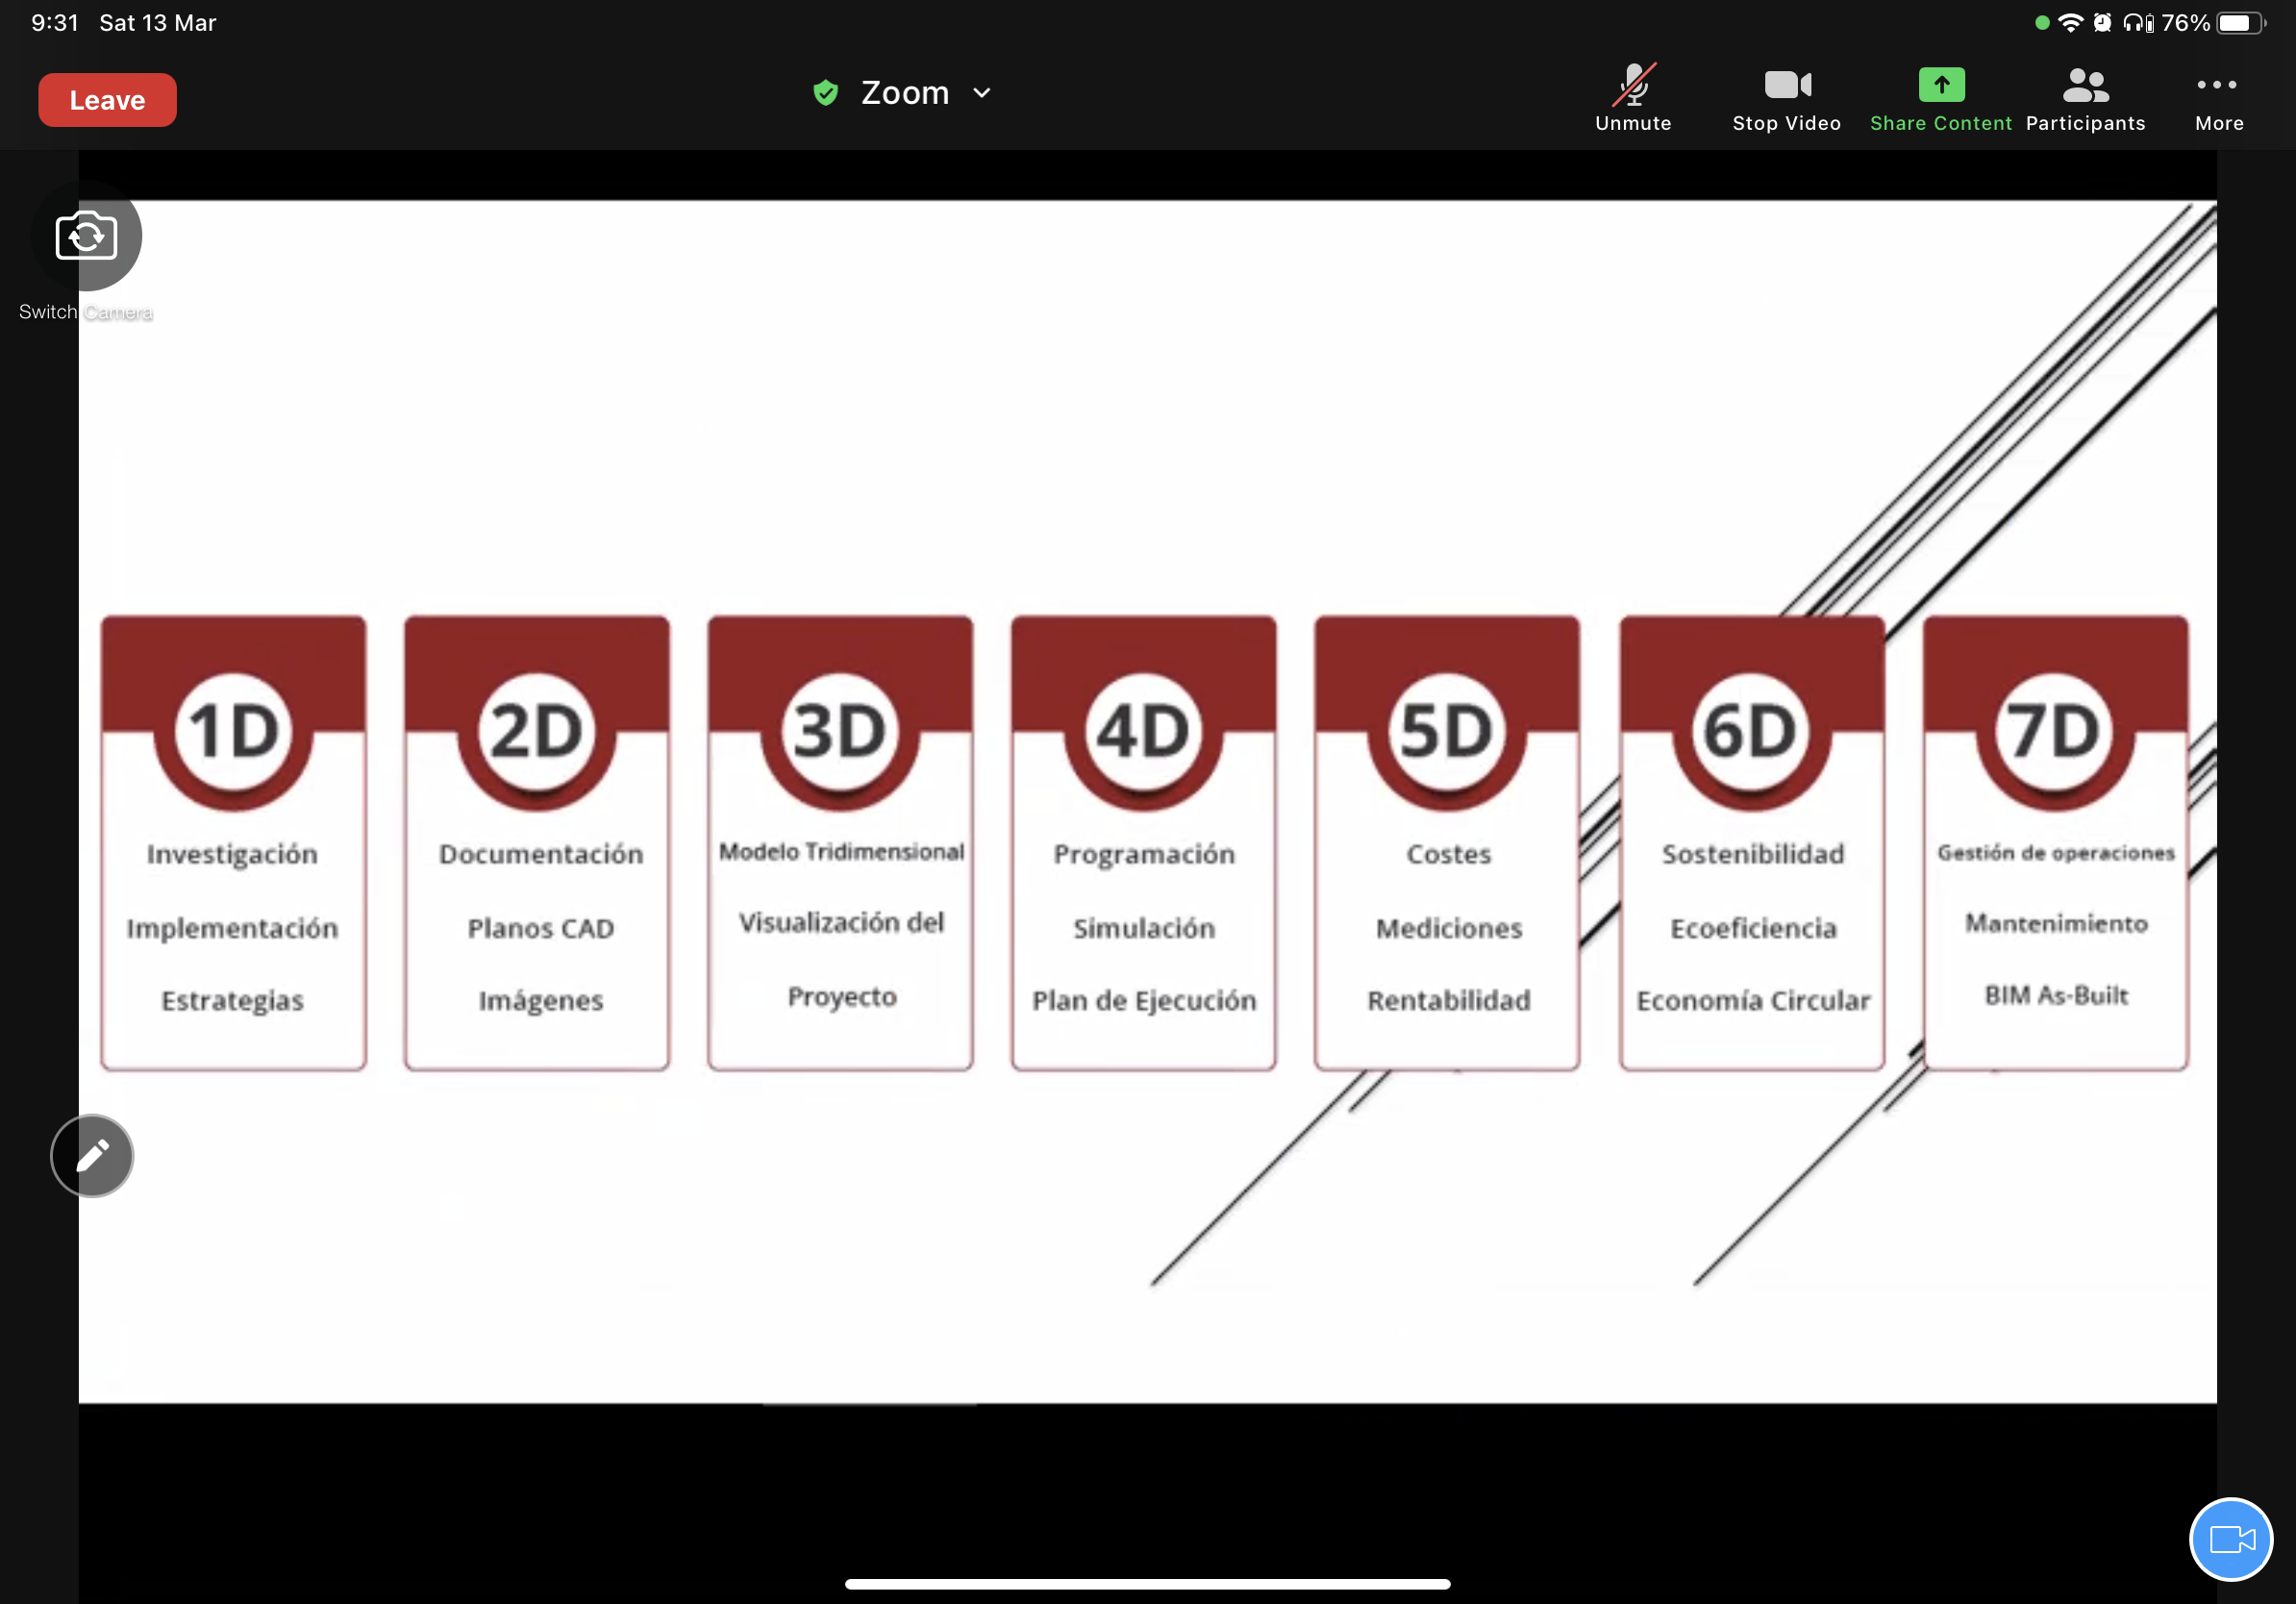 9:31 Sat 13 Mar
76%
Leave
Zoom
Unmute
Stop Video
Share Content
Participants
More
Switch Camera
1D
Investigación
Implementación
Estrategias
2D
Documentación
Planos CAD
Imágenes
3D
Modelo Tridimensional
Visualización del
Proyecto
4D
Programación
Simulación
Plan de Ejecución
5D
Costes
Mediciones
Rentabilidad
6D
Sostenibilidad
Ecoeficiencia
Economía Circular
7D
Gestión de operaciones
Mantenimiento
BIM As-Built